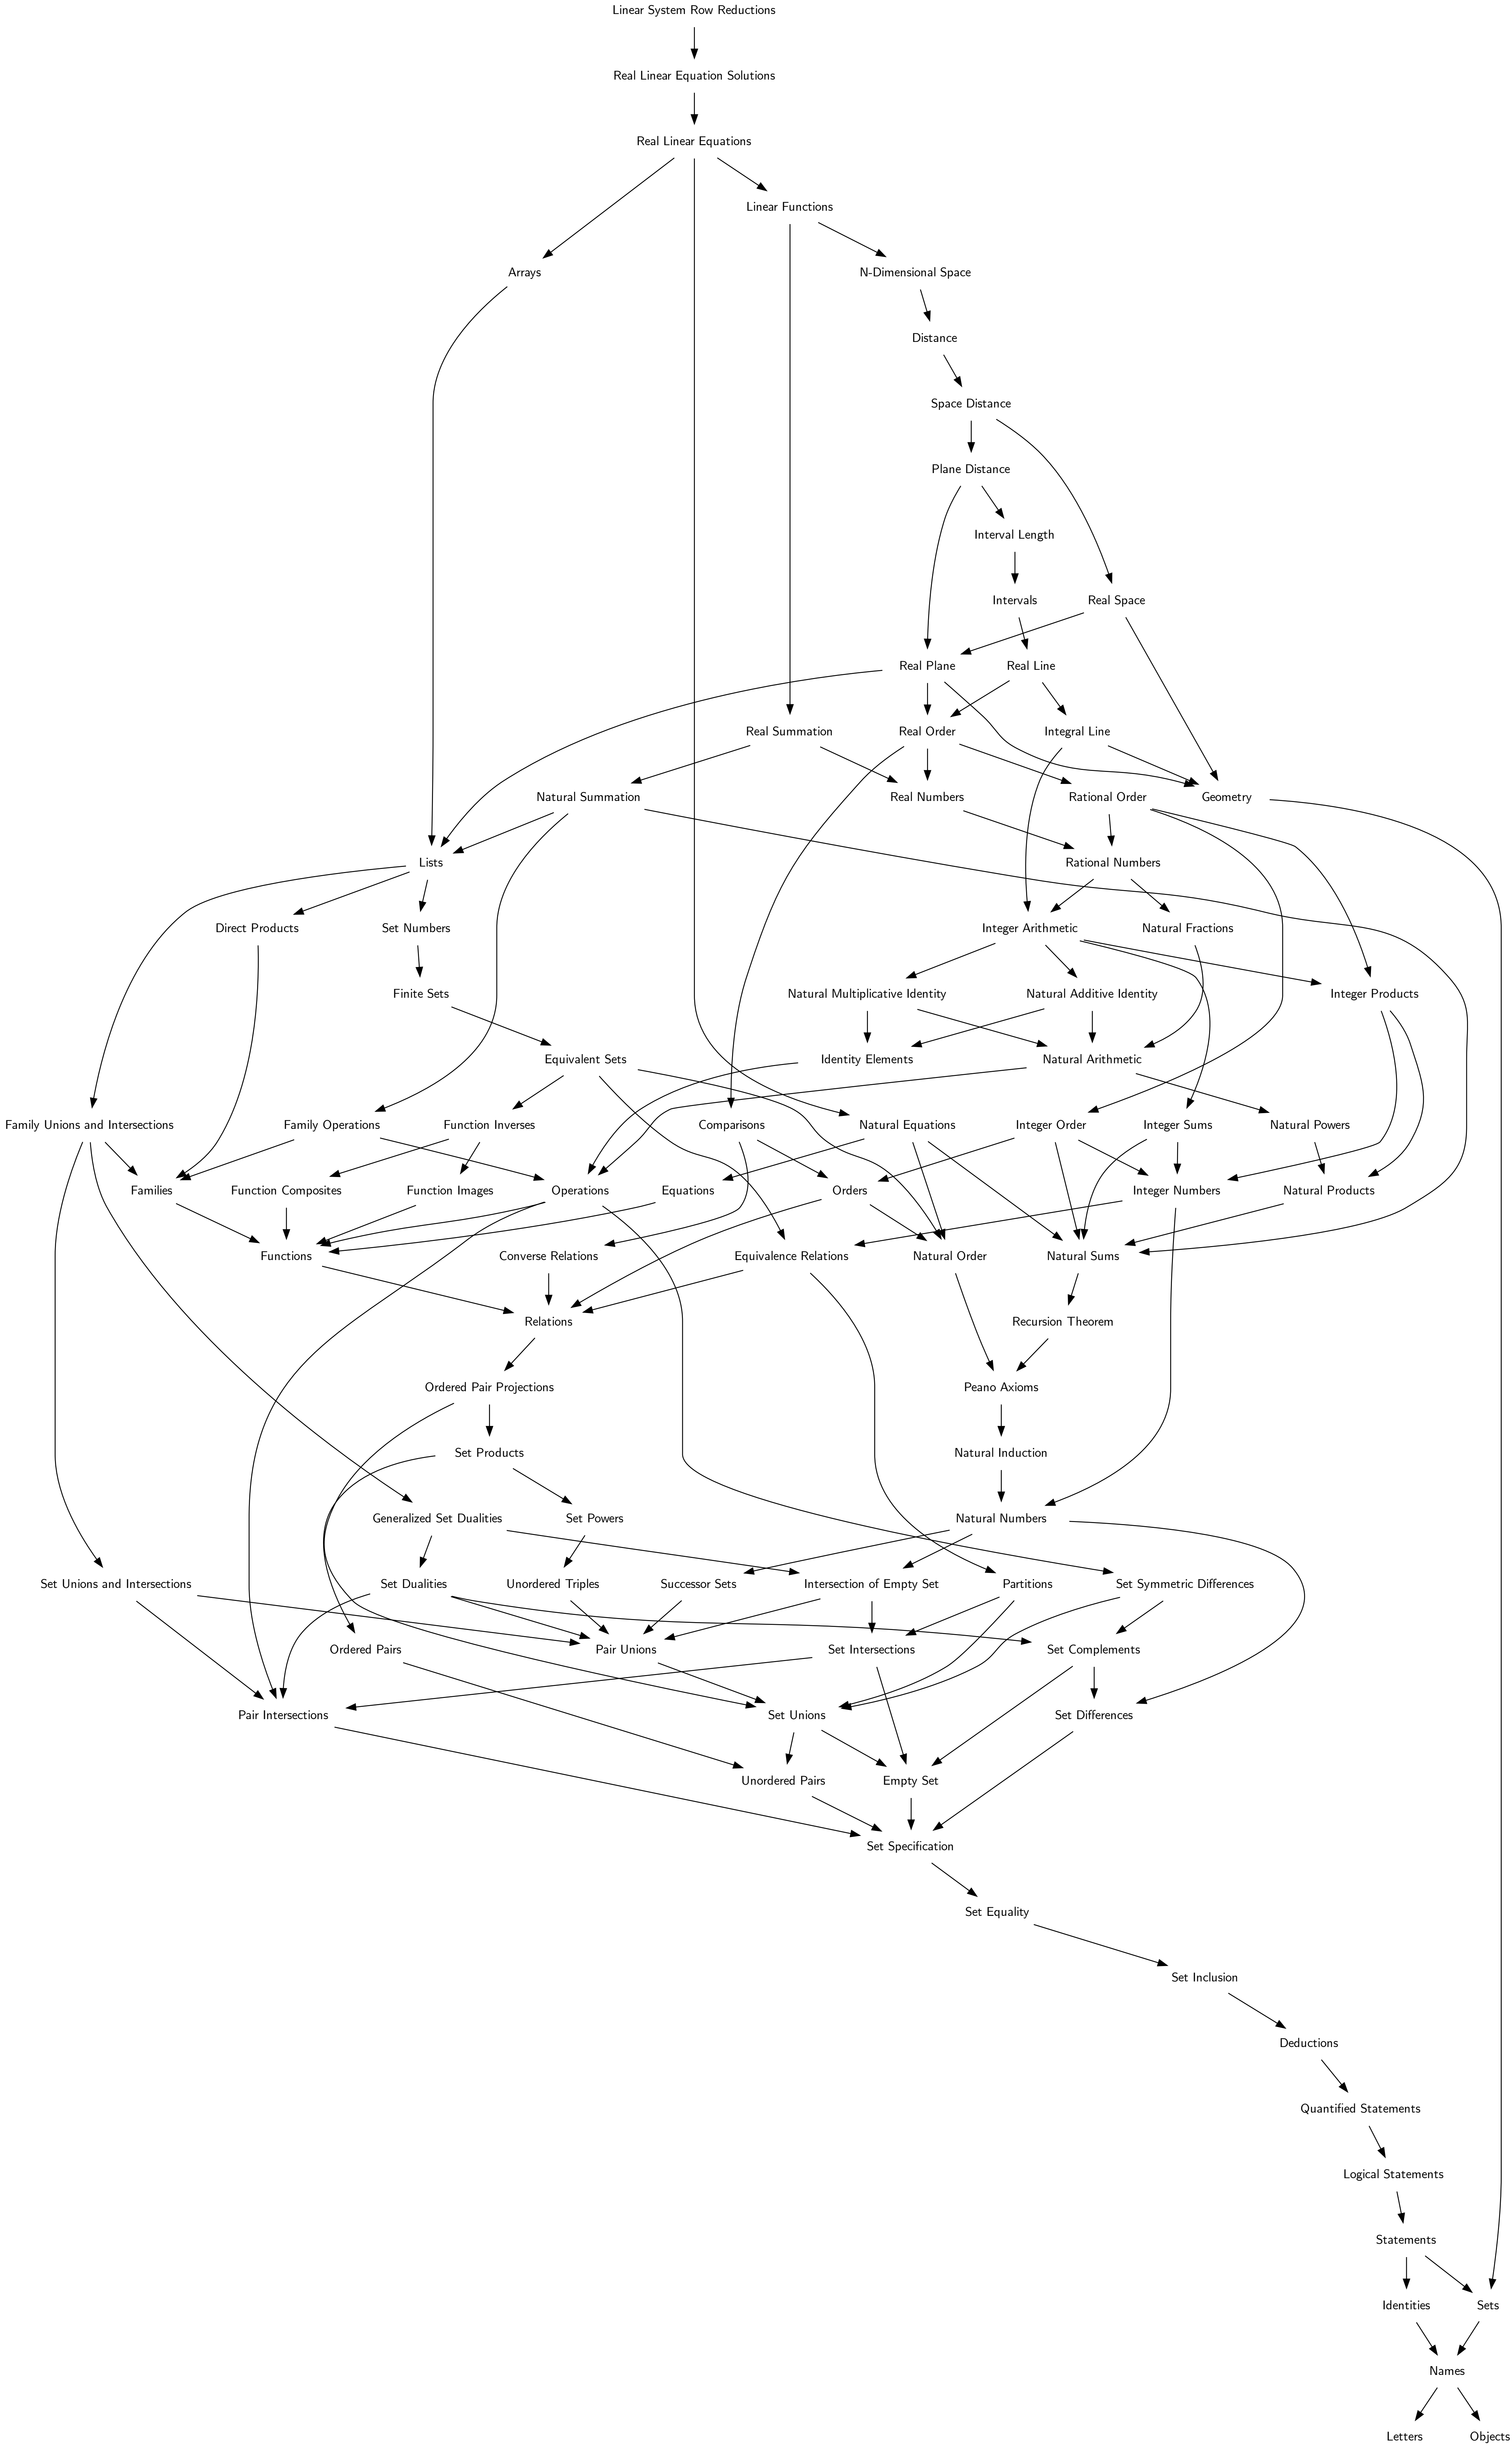 Linear System Row Reductions
Real Linear Equation Solutions
Real Linear Equations
Linear Functions
Arrays
N-Dimensional Space
Distance
Space Distance
Plane Distance
Interval Length
Intervals
Real Space
Real Plane
Real Line
Real Summation
Real Order
Integral Line
Natural Summation
Real Numbers
Rational Order
Geometry
Lists
Rational Numbers
Direct Products
Set Numbers
Integer Arithmetic
Natural Fractions
Finite Sets
Natural Multiplicative Identity
Natural Additive Identity
Integer Products
Equivalent Sets
Identity Elements
Natural Arithmetic
Family Unions and Intersections
Family Operations
Function Inverses
Comparisons
Natural Equations
Integer Order
Integer Sums
Natural Powers
Families
Function Composites
Function Images
Operations
Equations
Orders
Integer Numbers
Natural Products
Functions
Converse Relations
Equivalence Relations
Natural Order
Natural Sums
Relations
Recursion Theorem
Ordered Pair Projections
Peano Axioms
Set Products
Natural Induction
Generalized Set Dualities
Set Powers
Natural Numbers
Set Unions and Intersections
Set Dualities
Unordered Triples
Successor Sets
Intersection of Empty Set
Partitions
Set Symmetric Differences
Ordered Pairs
Pair Unions
Set Intersections
Set Complements
Pair Intersections
Set Unions
Set Differences
Unordered Pairs
Empty Set
Set Specification
Set Equality
Set Inclusion
Deductions
Quantified Statements
Logical Statements
Statements
Identities
Sets
Names
Letters
Objects